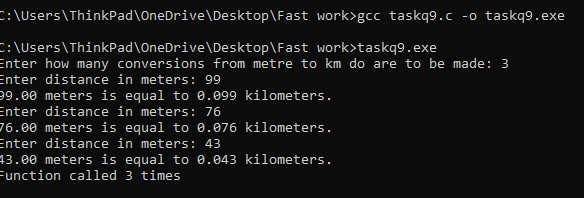 C:\Users\ThinkPad\OneDrive\Desktop\Fast work>gcc taskq9.c -o taskq9.exe
C:\Users\ThinkPad\OneDrive\Desktop\Fast work>taskq9.exe
Enter how many conversions from metre to km do are to be made: 3
Enter distance in meters: 99
99.00 meters is equal to 0.099 kilometers.
Enter distance in meters: 76
76.00 meters is equal to 0.076 kilometers.
Enter distance in meters: 43
43.00 meters is equal to 0.043 kilometers.
Function called 3 times